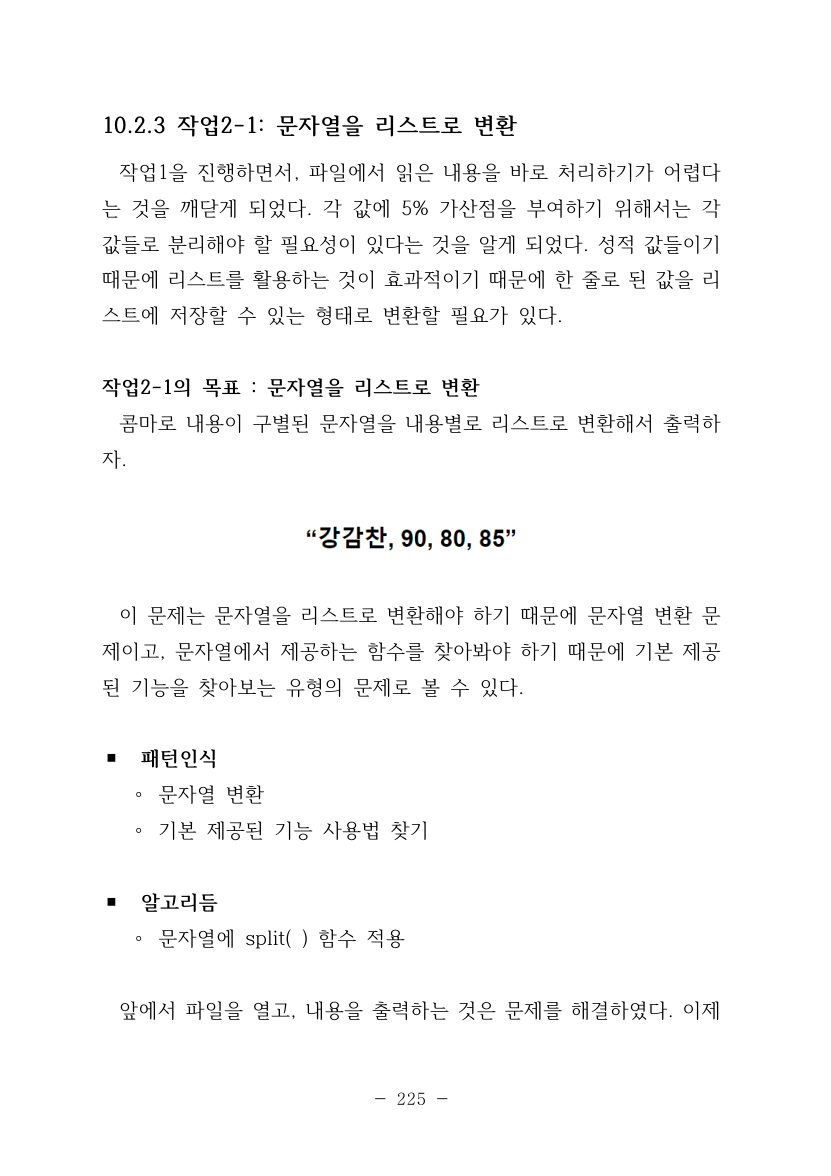 10.2.3 작업2-1: 문자열을 리스트로 변환
작업1을 진행하면서, 파일에서 읽은 내용을 바로 처리하기가 어렵다
는 것을 깨닫게 되었다. 각 값에 5% 가산점을 부여하기 위해서는 각
값들로 분리해야 할 필요성이 있다는 것을 알게 되었다. 성적 값들이기
때문에 리스트를 활용하는 것이 효과적이기 때문에 한 줄로 된 값을 리
스트에 저장할 수 있는 형태로 변환할 필요가 있다.
작업2-1의 목표 : 문자열을 리스트로 변환
콤마로 내용이 구별된 문자열을 내용별로 리스트로 변환해서 출력하
자.
“강감찬, 90, 80, 85”
이 문제는 문자열을 리스트로 변환해야 하기 때문에 문자열 변환 문
제이고, 문자열에서 제공하는 함수를 찾아봐야 하기 때문에 기본 제공
된 기능을 찾아보는 유형의 문제로 볼 수 있다.
■ 패턴인식
◦ 문자열 변환
◦ 기본 제공된 기능 사용법 찾기
■ 알고리듬
◦ 문자열에 split( ) 함수 적용
앞에서 파일을 열고, 내용을 출력하는 것은 문제를 해결하였다. 이제
- 225 -